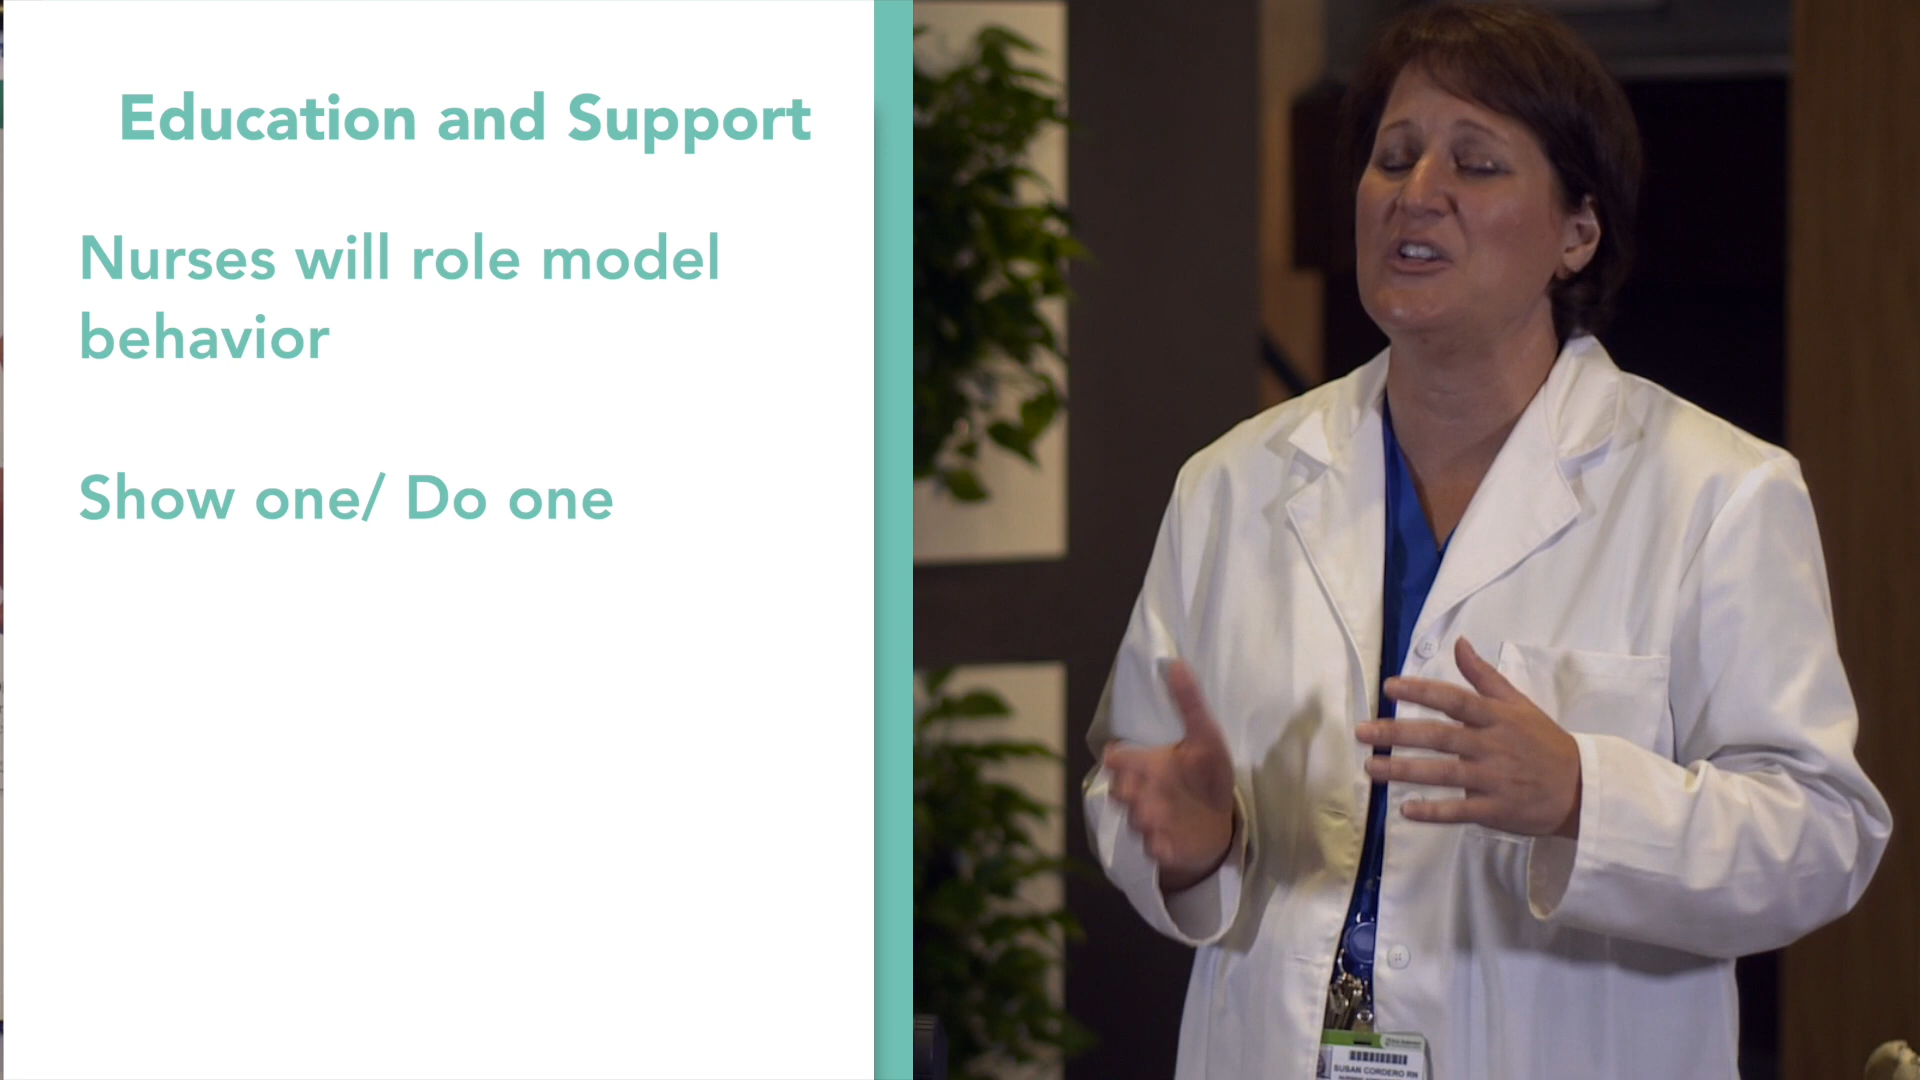 Education and Support
Nurses will role model
behavior
Show one/ Do one
SUSAN CORDERO RN